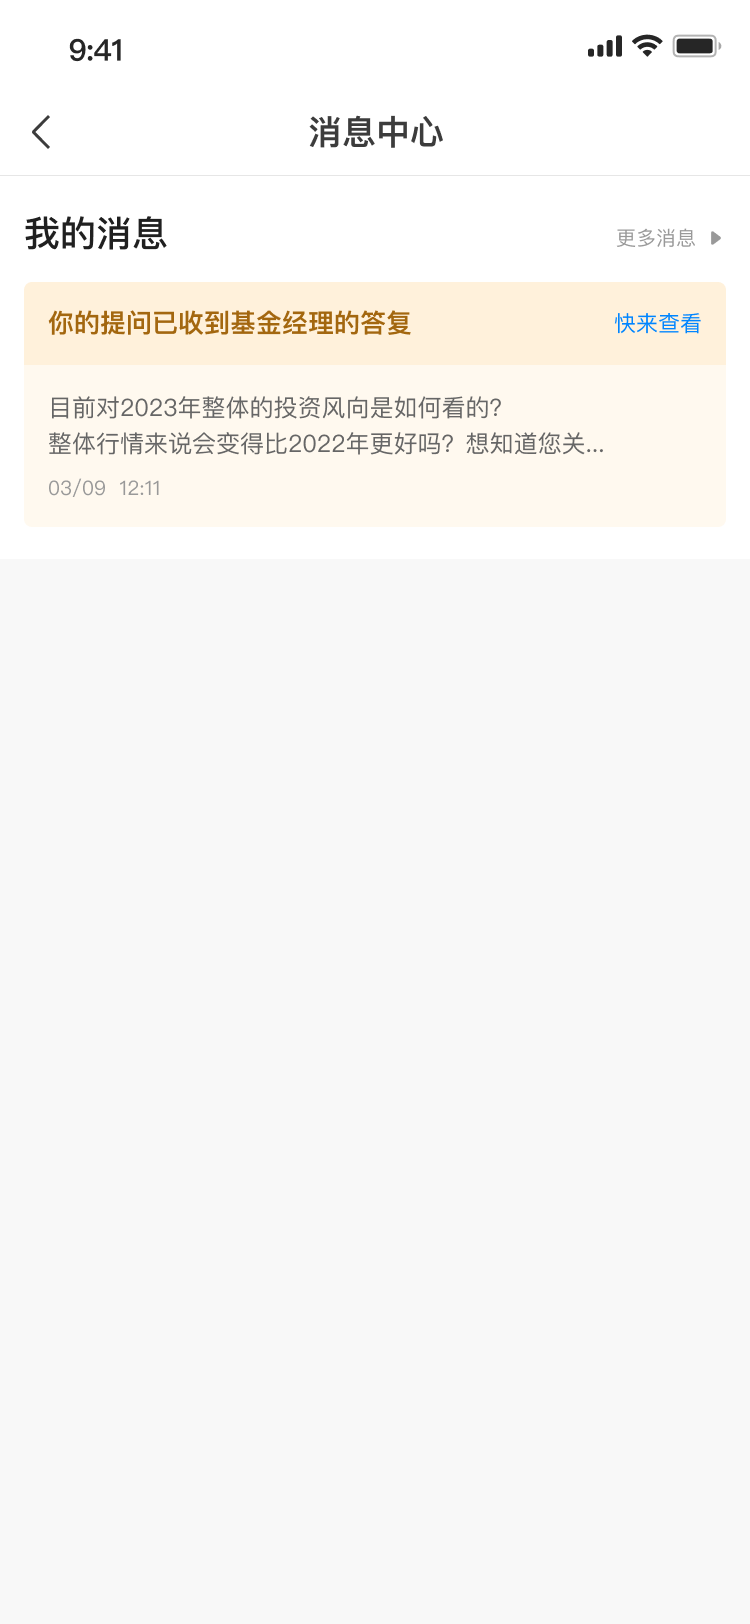 9:41
消息中心
我的消息
更多消息
你的提问已收到基金经理的答复
快来查看
目前对2023年整体的投资风向是如何看的？
整体行情来说会变得比2022年更好吗？想知道您关...
03/09 12:11